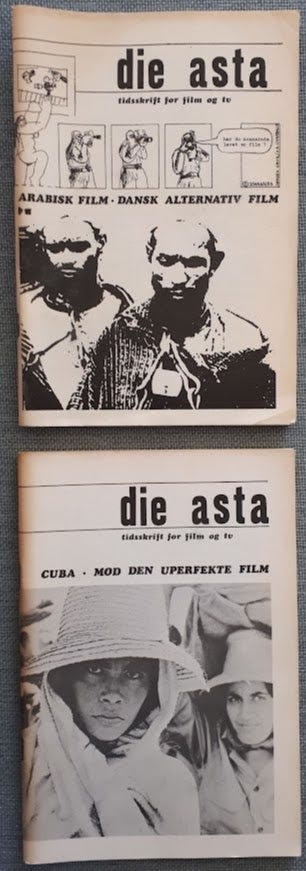 die asta
tidsskrift for film og tv
har du nogensinde
lavet en film ?
ARABISK FILM · DANSK ALTERNATIV FILM
die asta
tidsskrift for film og tv
CUBA · MOD DEN UPERFEKTE FILM